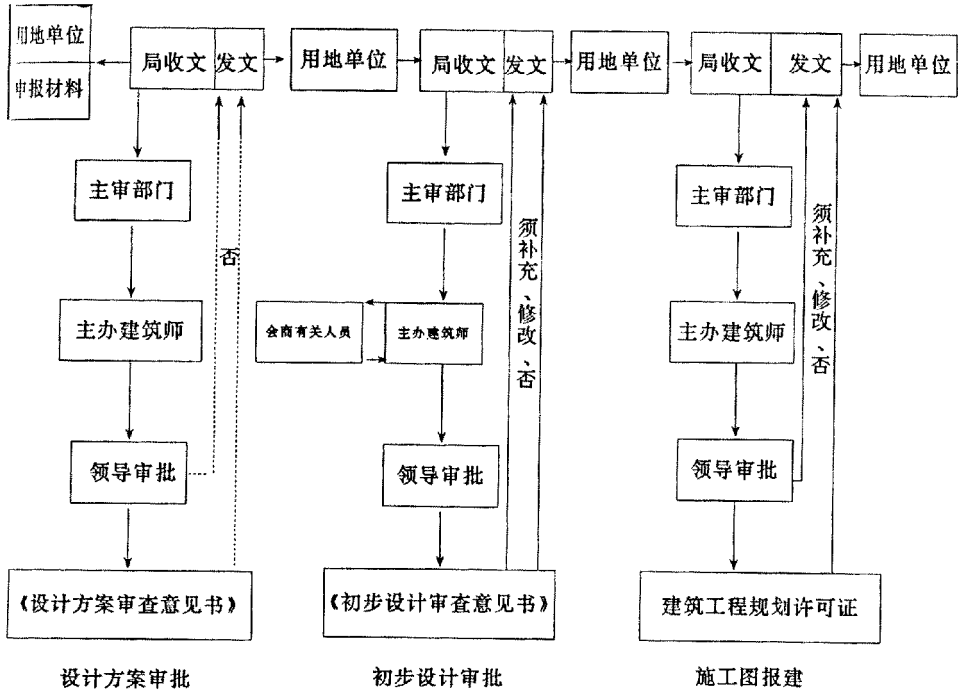 用地单位
申报材料
局收文
发文
用地单位
局收文
发文
用地单位
局收文
发文
用地单位
主审部门
主审部门
主审部门
否
须补充、修改、否
须补充、修改、否
主办建筑师
会商有关人员
主办建筑师
主办建筑师
领导审批
领导审批
领导审批
《设计方案审查意见书》
《初步设计审查意见书》
建筑工程规划许可证
设计方案审批
初步设计审批
施工图报建